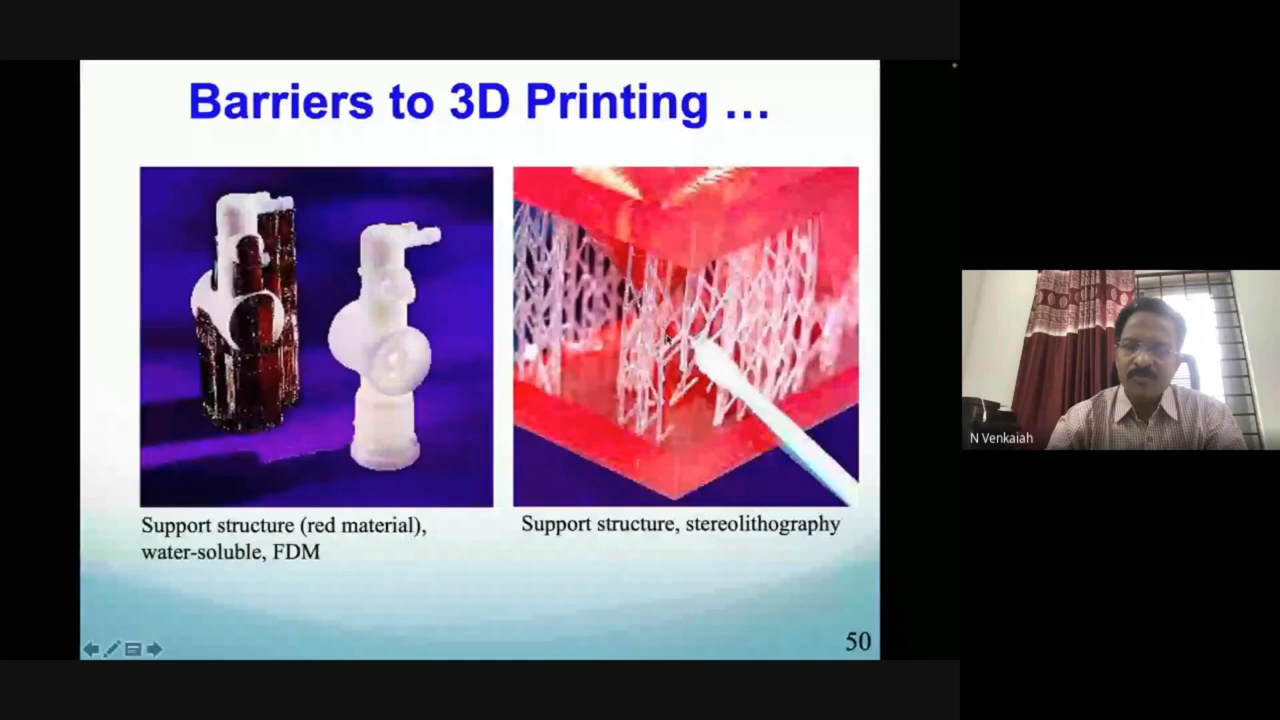 Barriers to 3D Printing ...
Support structure (red material),
water-soluble, FDM
Support structure, stereolithography
50
N Venkaiah